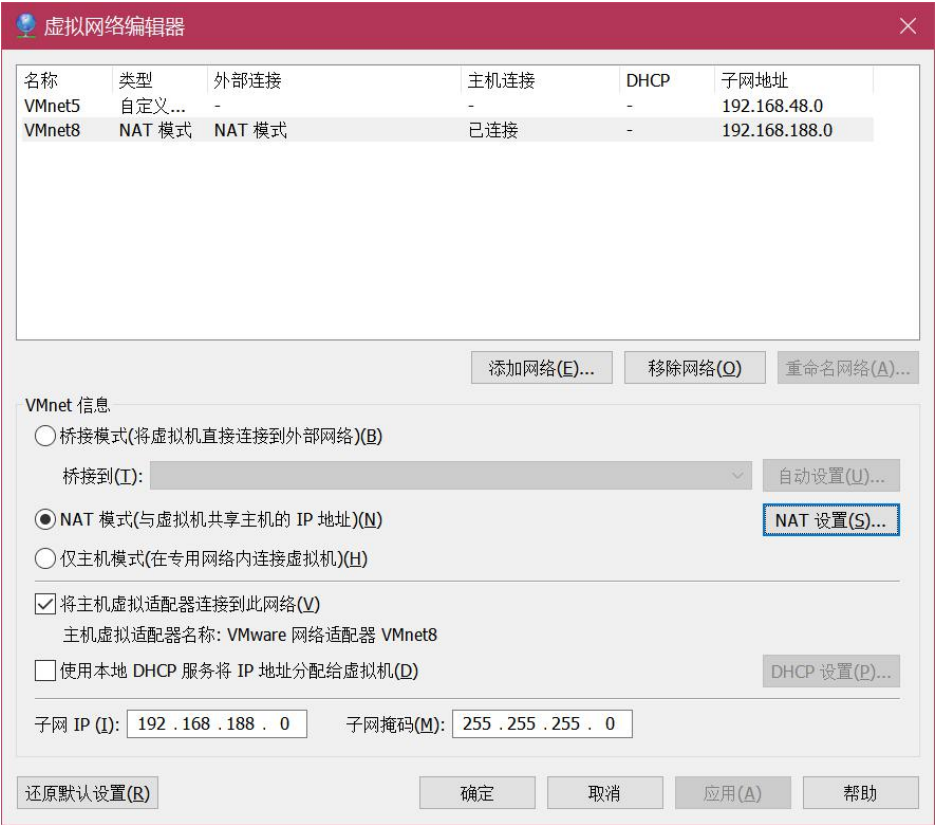 虚拟网络编辑器
名称 类型 外部连接 主机连接 DHCP 子网地址
VMnet5 自定义... - - - 192.168.48.0
VMnet8 NAT 模式 NAT 模式 已连接 - 192.168.188.0
添加网络(E)... 移除网络(O) 重命名网络(A)...
VMnet 信息
桥接模式(将虚拟机直接连接到外部网络)(B)
桥接到(T): 自动设置(U)...
NAT 模式(与虚拟机共享主机的 IP 地址)(N) NAT 设置(S)...
仅主机模式(在专用网络内连接虚拟机)(H)
将主机虚拟适配器连接到此网络(V)
主机虚拟适配器名称: VMware 网络适配器 VMnet8
使用本地 DHCP 服务将 IP 地址分配给虚拟机(D) DHCP 设置(P)...
子网 IP (I): 192 . 168 . 188 . 0 子网掩码(M): 255 . 255 . 255 . 0
还原默认设置(R) 确定 取消 应用(A) 帮助